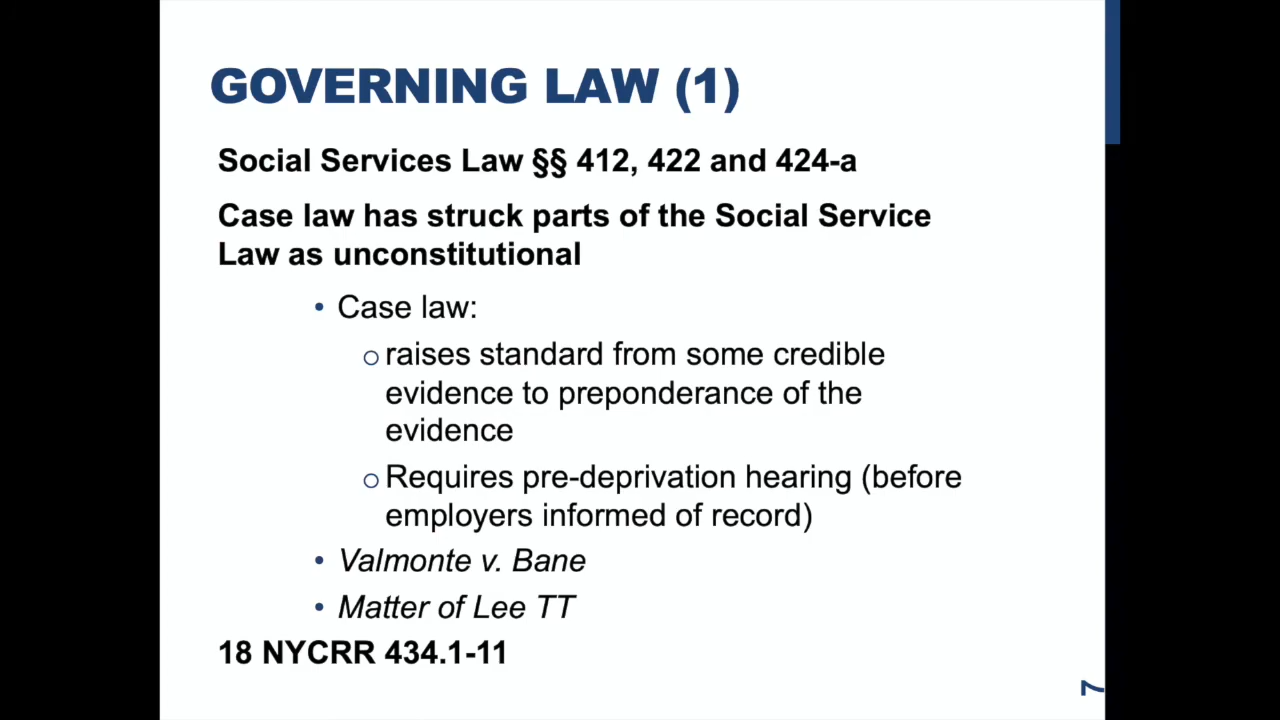 GOVERNING LAW (1)
Social Services Law §§ 412, 422 and 424-a
Case law has struck parts of the Social Service
Law as unconstitutional
• Case law:
o raises standard from some credible
evidence to preponderance of the
evidence
o Requires pre-deprivation hearing (before
employers informed of record)
• Valmonte v. Bane
• Matter of Lee TT
18 NYCRR 434.1-11
7